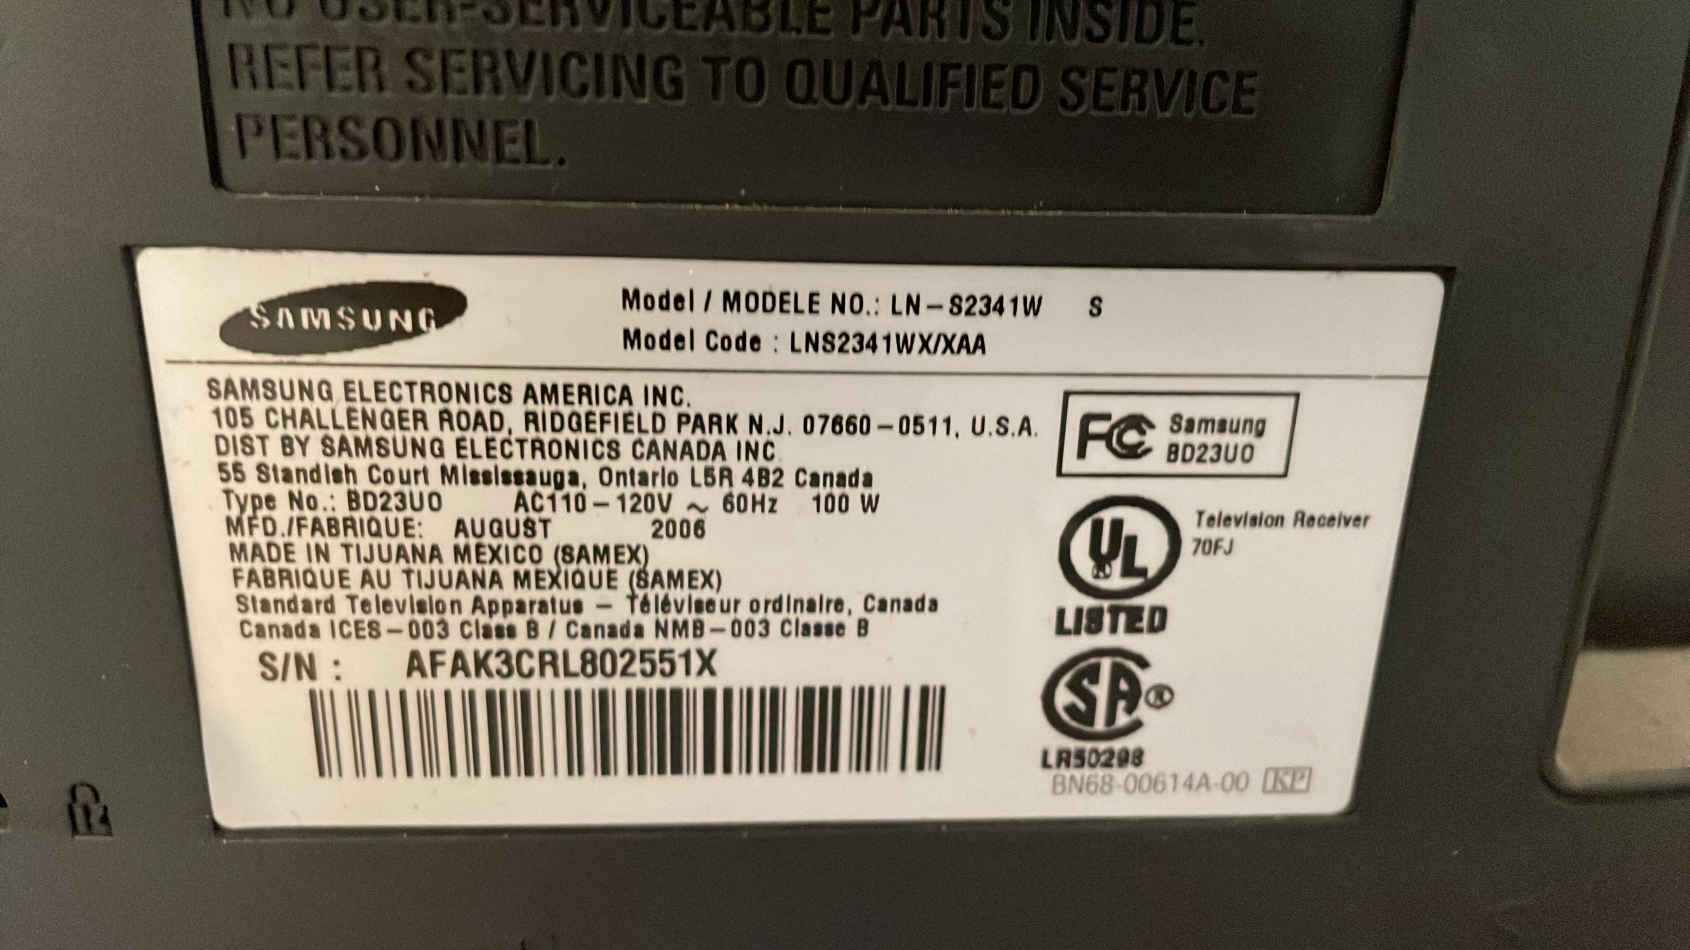 NO USER-SERVICEABLE PARTS INSIDE.
REFER SERVICING TO QUALIFIED SERVICE
PERSONNEL.
SAMSUNG
Model / MODELE NO.: LN-S2341W S
Model Code : LNS2341WX/XAA
SAMSUNG ELECTRONICS AMERICA INC.
105 CHALLENGER ROAD, RIDGEFIELD PARK N.J. 07660-0511, U.S.A.
DIST BY SAMSUNG ELECTRONICS CANADA INC
55 Standish Court Mississauga, Ontario L5R 4B2 Canada
Type No.: BD23UO AC110-120V ~ 60Hz 100 W
MFD./FABRIQUE: AUGUST 2006
MADE IN TIJUANA MEXICO (SAMEX)
FABRIQUE AU TIJUANA MEXIQUE (SAMEX)
Standard Television Apparatus - Téléviseur ordinaire, Canada
Canada ICES-003 Class B / Canada NMB-003 Classe B
S/N : AFAK3CRL802551X
FC Samsung
BD23UO
UL ® Television Receiver
70FJ
LISTED
SA ®
LR50298
BN68-00614A-00 KP